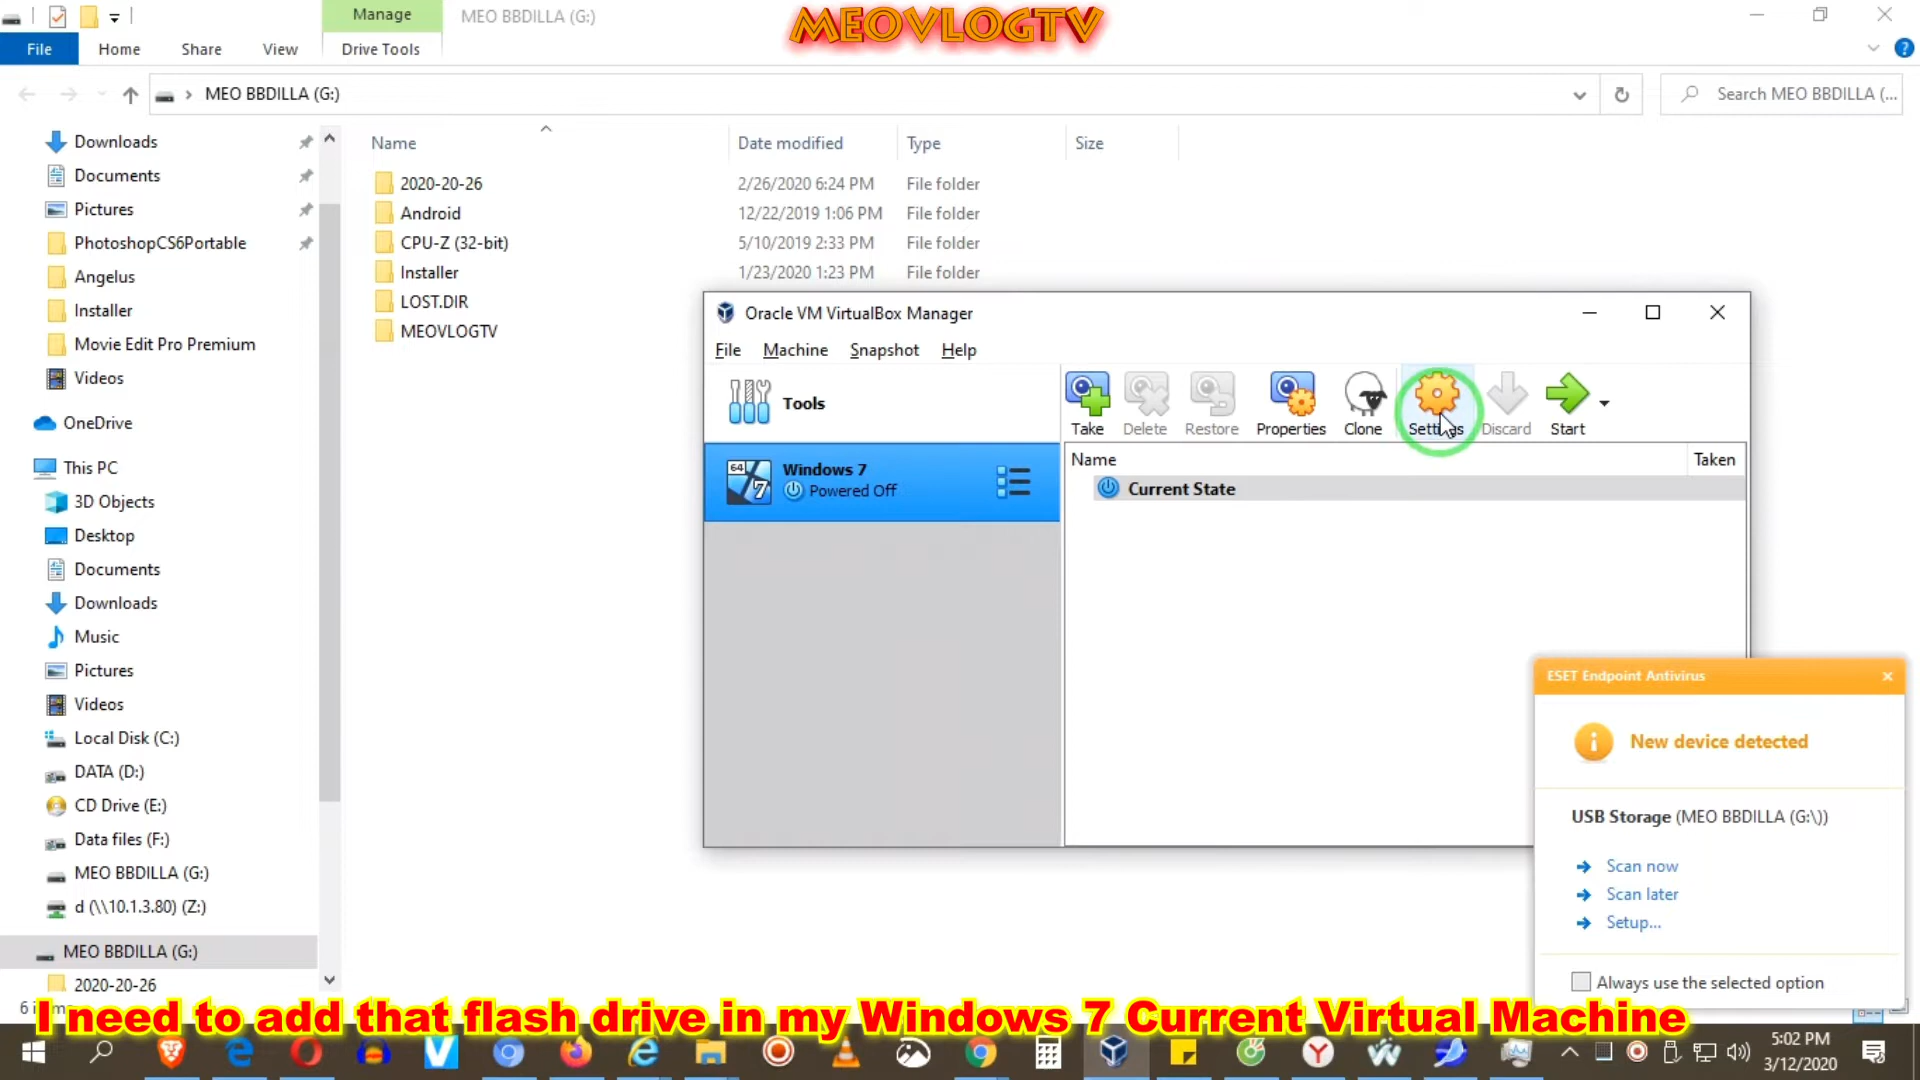 Manage
MEO BBDILLA (G:)
MEOVLOGTV
File
Home
Share
View
Drive Tools
MEO BBDILLA (G:)
Search MEO BBDILLA (...
Downloads
Documents
Pictures
PhotoshopCS6Portable
Angelus
Installer
Movie Edit Pro Premium
Videos
OneDrive
This PC
3D Objects
Desktop
Documents
Downloads
Music
Pictures
Videos
Local Disk (C:)
DATA (D:)
CD Drive (E:)
Data files (F:)
MEO BBDILLA (G:)
d (\\10.1.3.80) (Z:)
MEO BBDILLA (G:)
2020-20-26
Name Date modified Type Size
2020-20-26 2/26/2020 6:24 PM File folder
Android 12/22/2019 1:06 PM File folder
CPU-Z (32-bit) 5/10/2019 2:33 PM File folder
Installer 1/23/2020 1:23 PM File folder
LOST.DIR
MEOVLOGTV
Oracle VM VirtualBox Manager
File Machine Snapshot Help
Tools
Take Delete Restore Properties Clone Discard Start
64 7
Windows 7
Powered Off
Name Taken
Current State
ESET Endpoint Antivirus
New device detected
USB Storage (MEO BBDILLA (G:\))
Scan now
Scan later
Setup...
Always use the selected option
I need to add that flash drive in my Windows 7 Current Virtual Machine
5:02 PM
3/12/2020